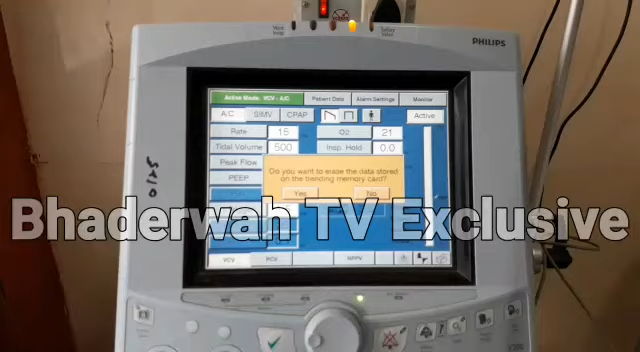 PHILIPS
Active Mode: VCV - A/C
Patient Data
Alarm Settings
Monitor
A/C
SIMV
CPAP
Active
Rate
15
O2
21
Tidal Volume
500
Insp. Hold
0.0
Peak Flow
PEEP
Do you want to erase the data stored
on the trending memory card?
Yes
No
Bhaderwah TV Exclusive
VCV
PCV
NPPV